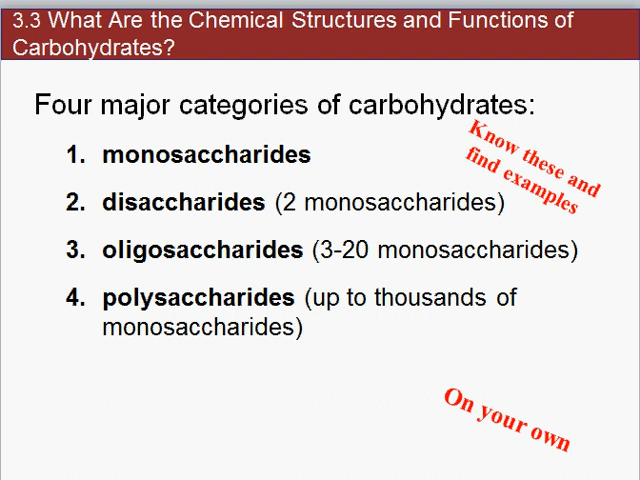 3.3 What Are the Chemical Structures and Functions of
Carbohydrates?
Four major categories of carbohydrates:
Know these and
find examples
1. monosaccharides
2. disaccharides (2 monosaccharides)
3. oligosaccharides (3-20 monosaccharides)
4. polysaccharides (up to thousands of
monosaccharides)
On your own